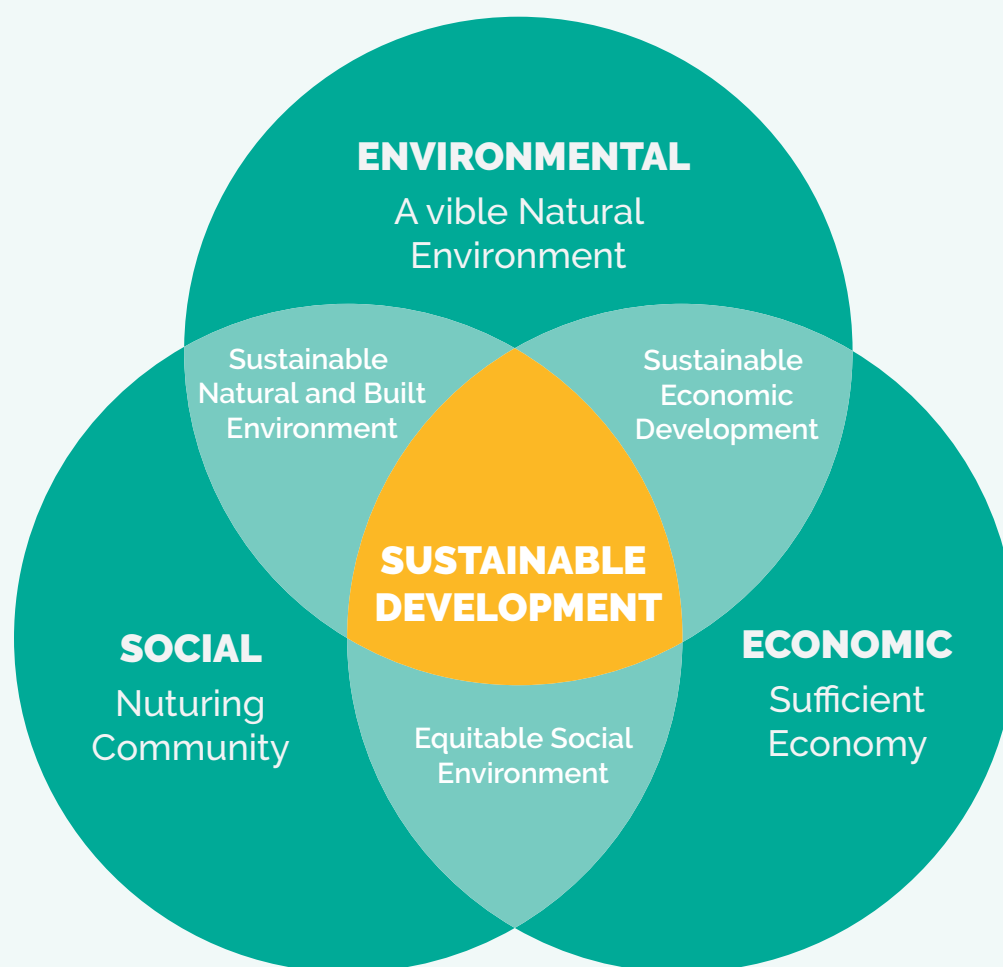 ENVIRONMENTAL
A vible Natural
Environment
Sustainable
Natural and Built
Environment
Sustainable
Economic
Development
SUSTAINABLE
DEVELOPMENT
SOCIAL
Nuturing
Community
ECONOMIC
Sufficient
Economy
Equitable Social
Environment